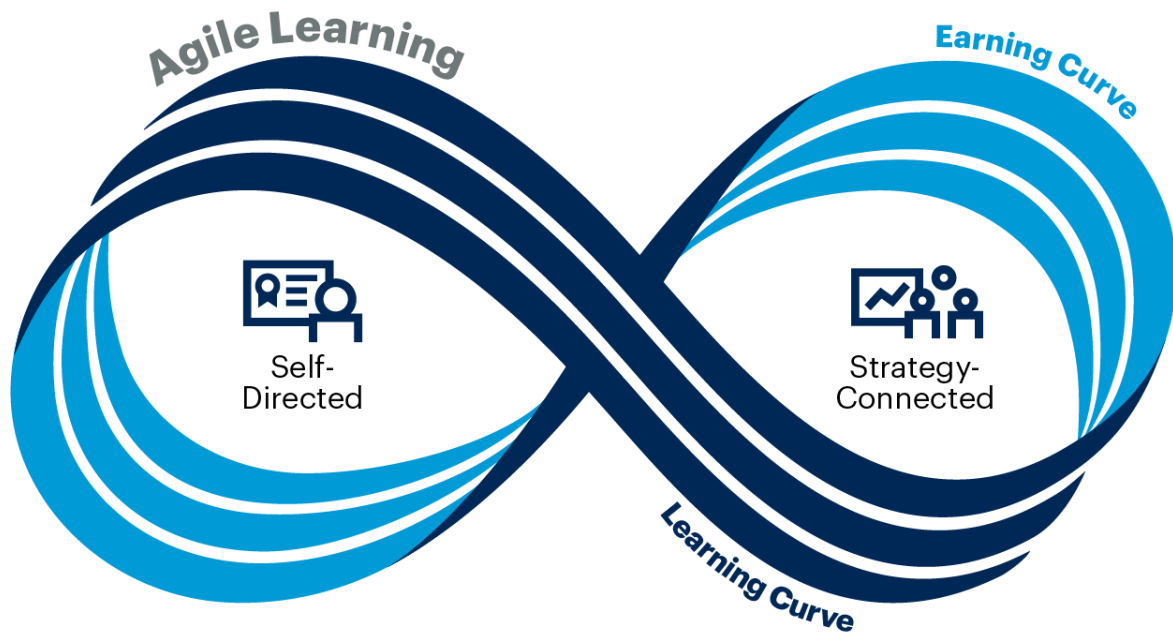 Agile Learning
Earning Curve
Self-
Directed
Strategy-
Connected
Learning Curve